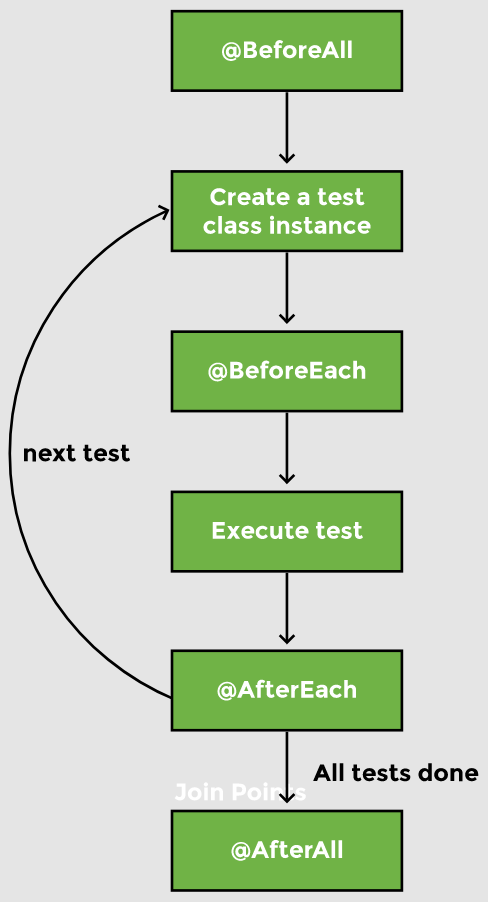 @BeforeAll
Create a test
class instance
@BeforeEach
next test
Execute test
@AfterEach
All tests done
Join Points
@AfterAll